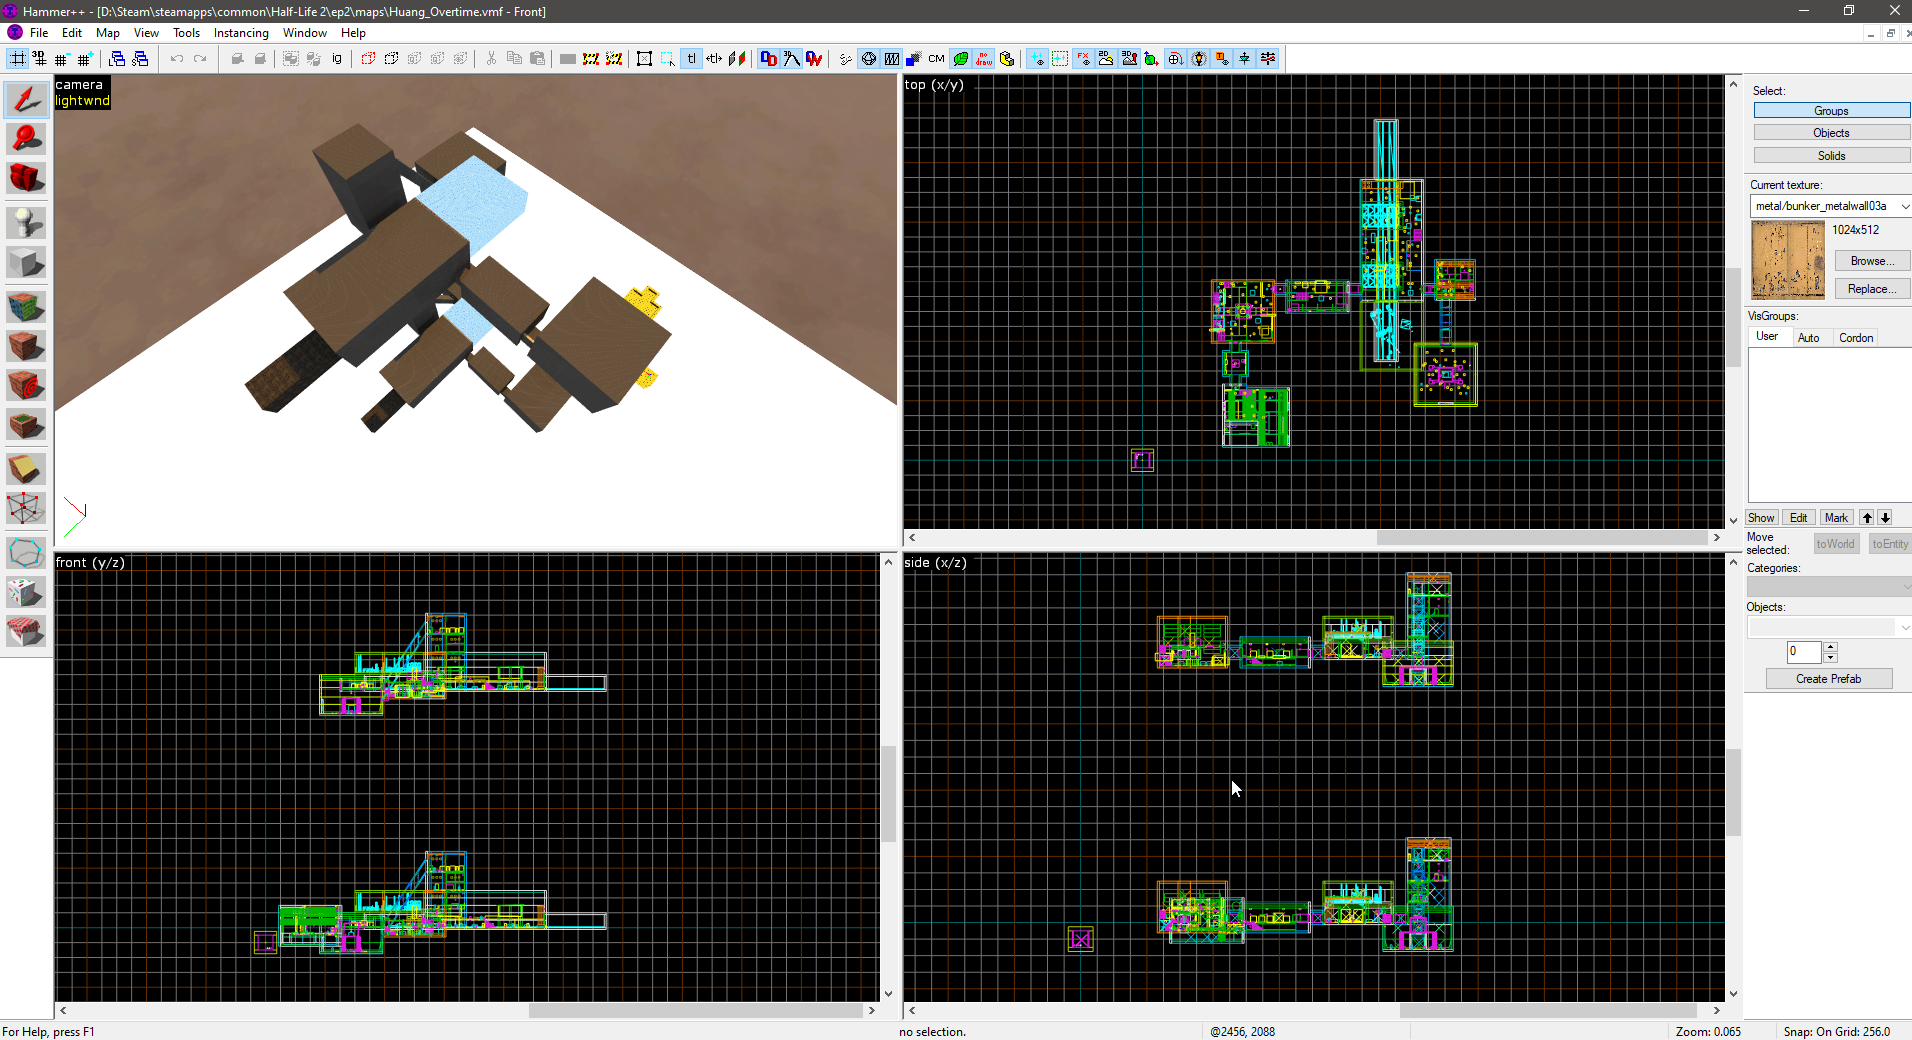 Hammer++ - [D:\Steam\steamapps\common\Half-Life 2\ep2\maps\Huang_Overtime.vmf - Front]
File Edit Map View Tools Instancing Window Help
3D ig tl CM
camera
lightwnd
top (x/y)
front (y/z)
side (x/z)
Select:
Groups
Objects
Solids
Current texture:
metal/bunker_metalwall03a
1024x512
Browse...
Replace...
VisGroups:
User Auto Cordon
Show Edit Mark
Move
selected:
toWorld toEntity
Categories:
Objects:
0
Create Prefab
For Help, press F1 no selection. @2456, 2088 Zoom: 0.065 Snap: On Grid: 256.0